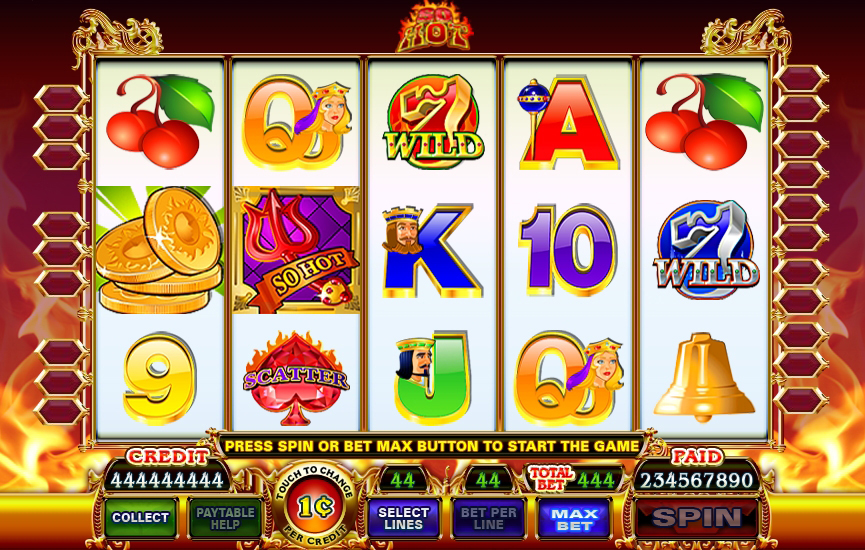 SO
HOT
Q
7
WILD
A
SO HOT
K
10
7
WILD
9
SCATTER
J
Q
PRESS SPIN OR BET MAX BUTTON TO START THE GAME
CREDIT
444444444
TOUCH TO CHANGE
1¢
PER CREDIT
44
44
TOTAL
BET
444
PAID
234567890
COLLECT
PAYTABLE
HELP
SELECT
LINES
BET PER
LINE
MAX
BET
SPIN